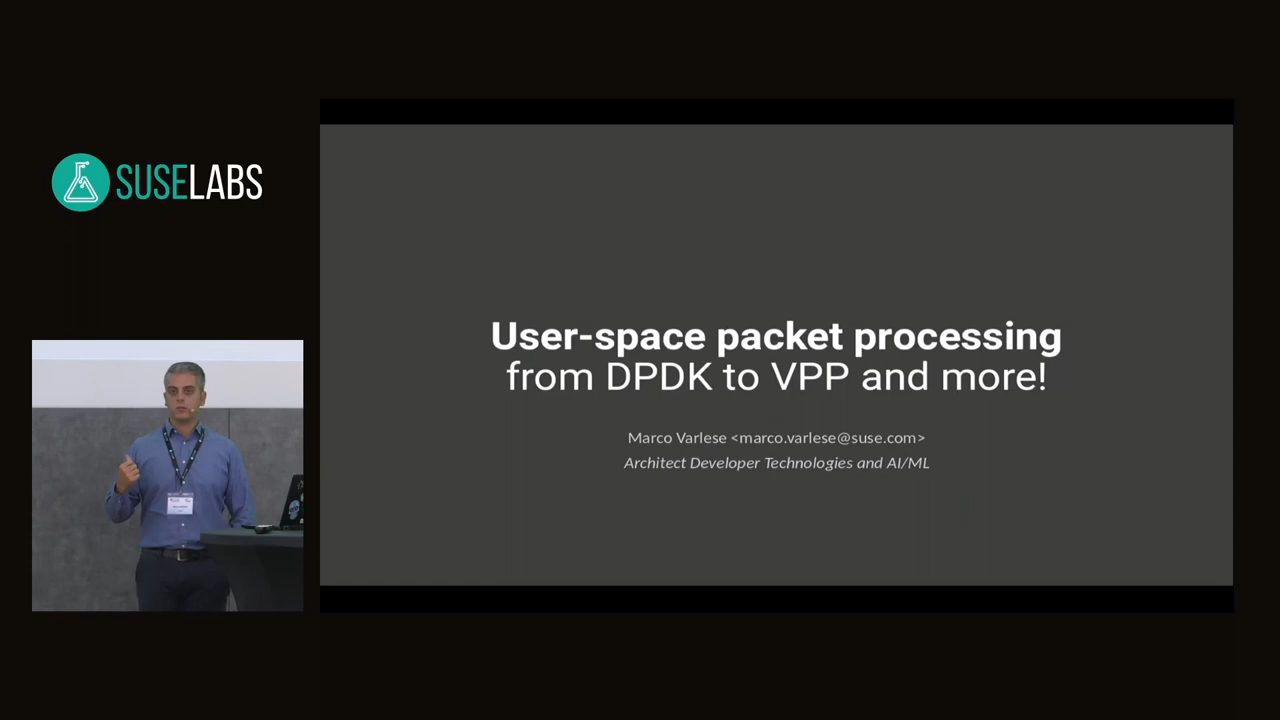 SUSELABS
User-space packet processing
from DPDK to VPP and more!
Marco Varlese <marco.varlese@suse.com>
Architect Developer Technologies and AI/ML